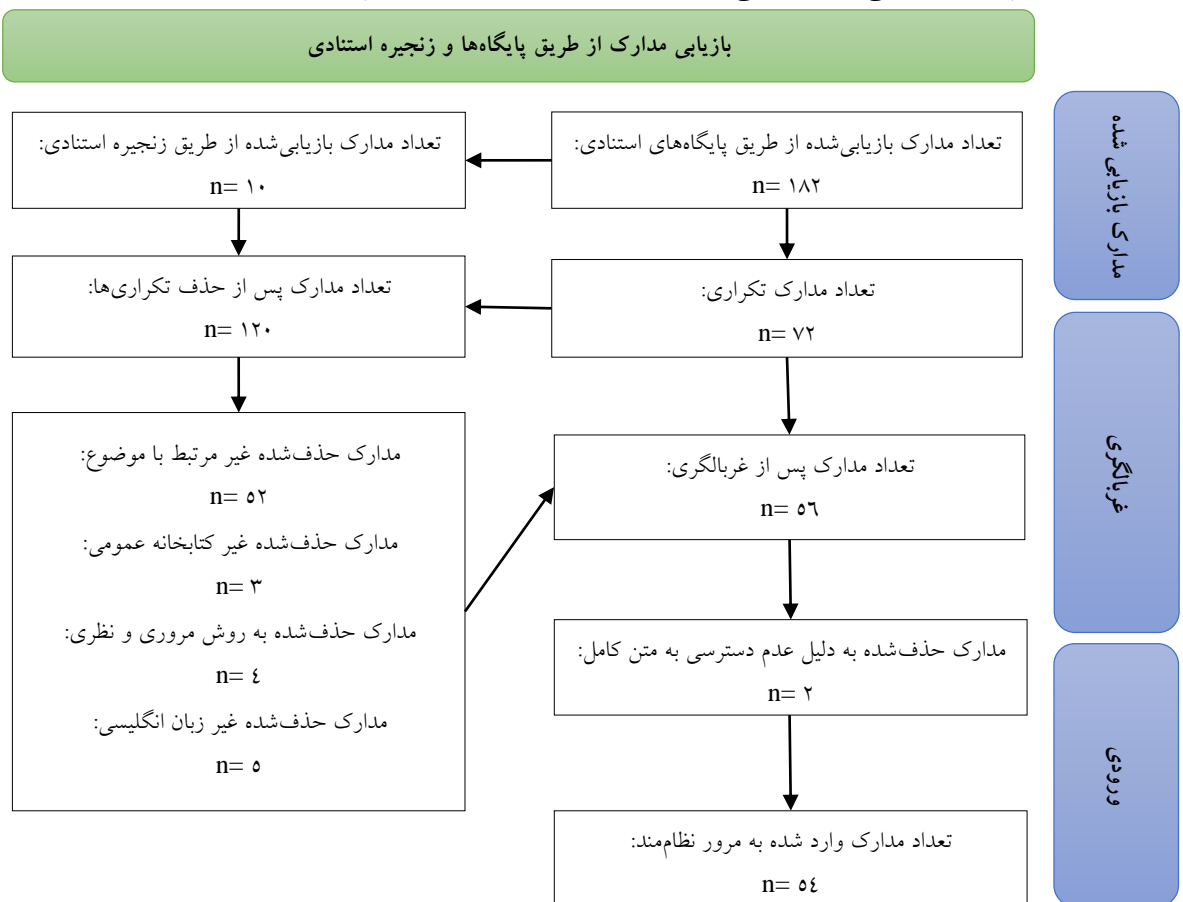 بازیابی مدارک از طریق پایگاه‌ها و زنجیره استنادی
مدارک بازیابی شده
تعداد مدارک بازیابی‌شده از طریق پایگاه‌های استنادی:
n= ۱۸۲
تعداد مدارک بازیابی‌شده از طریق زنجیره استنادی:
n= ۱۰
غربالگری
تعداد مدارک تکراری:
n= ۷۲
تعداد مدارک پس از حذف تکراری‌ها:
n= ۱۲۰
مدارک حذف‌شده غیر مرتبط با موضوع:
n= ٥۲
مدارک حذف‌شده غیر کتابخانه عمومی:
n= ۳
مدارک حذف‌شده به روش مروری و نظری:
n= ٤
مدارک حذف‌شده غیر زبان انگلیسی:
n= ٥
تعداد مدارک پس از غربالگری:
n= ٥٦
ورودی
مدارک حذف‌شده به دلیل عدم دسترسی به متن کامل:
n= ۲
تعداد مدارک وارد شده به مرور نظام‌مند:
n= ٥٤